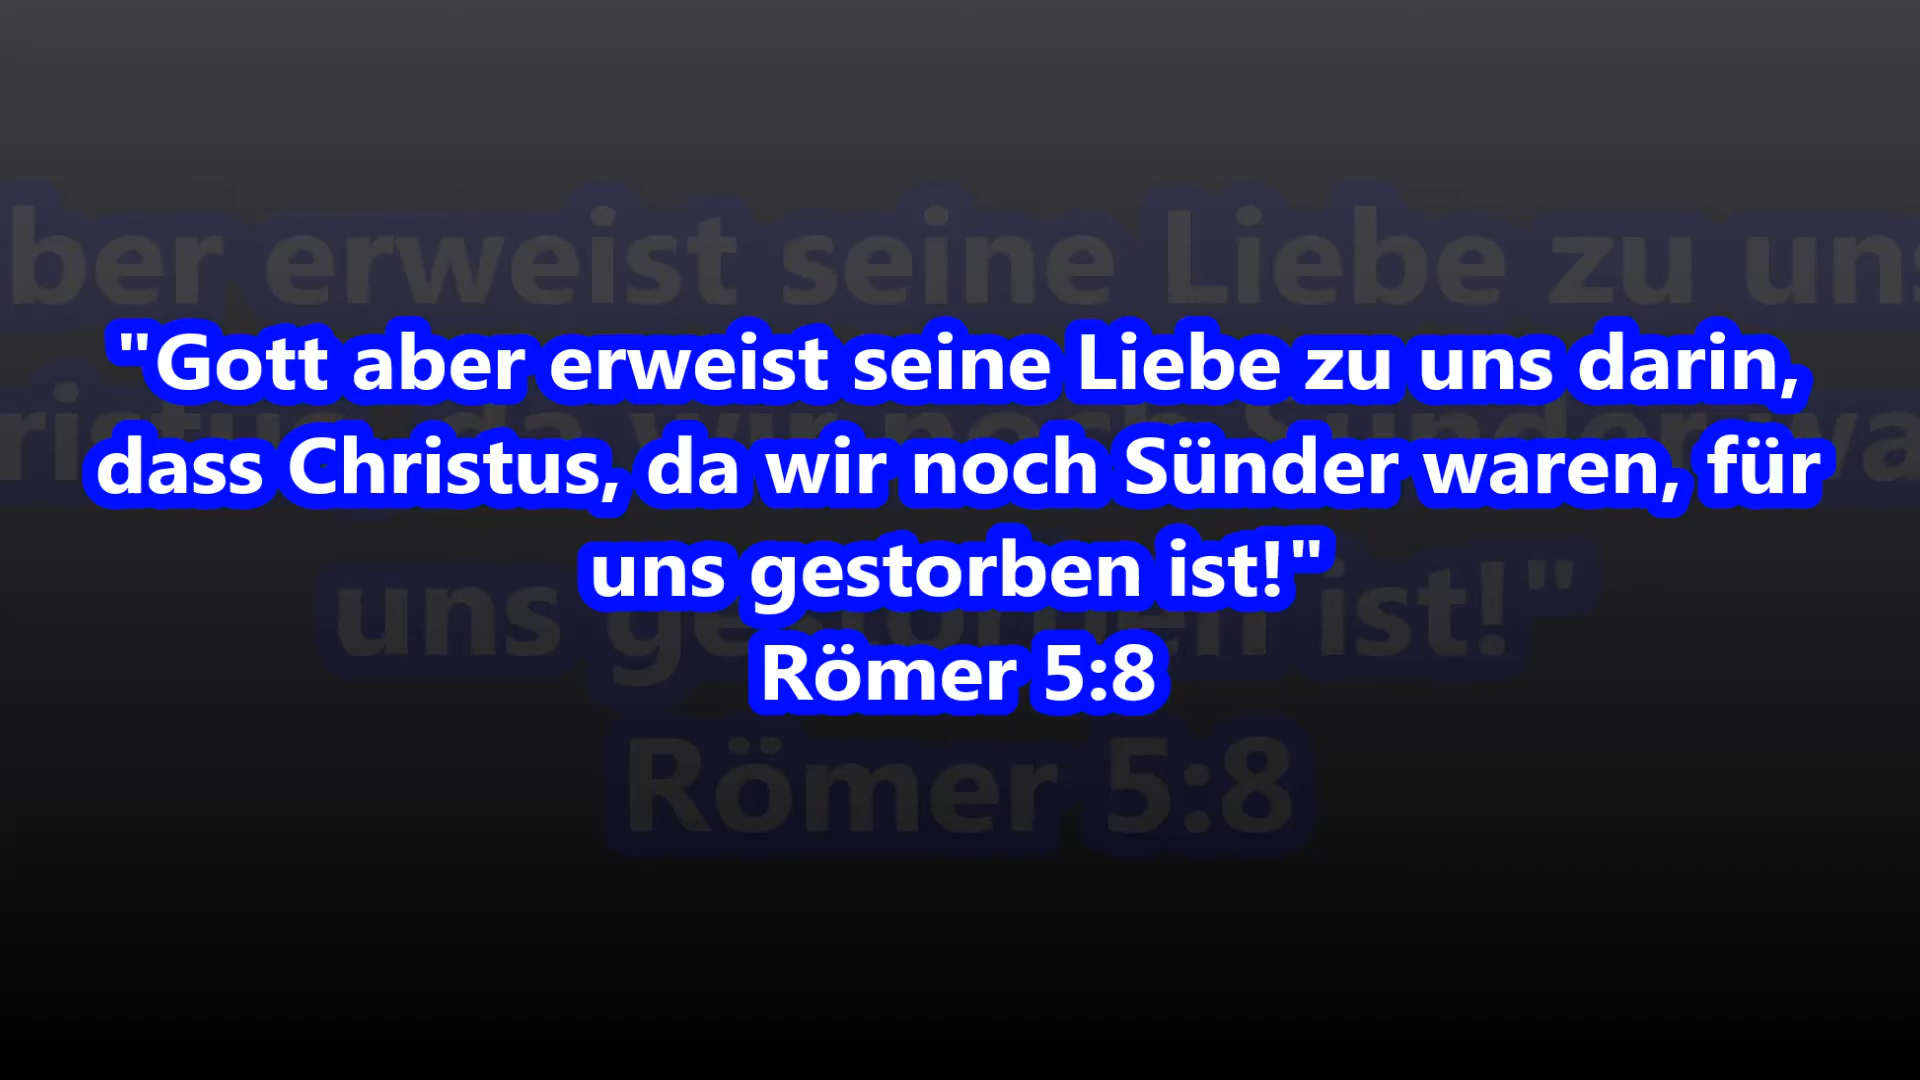 "Gott aber erweist seine Liebe zu uns darin,
dass Christus, da wir noch Sünder waren, für
uns gestorben ist!"
Römer 5:8